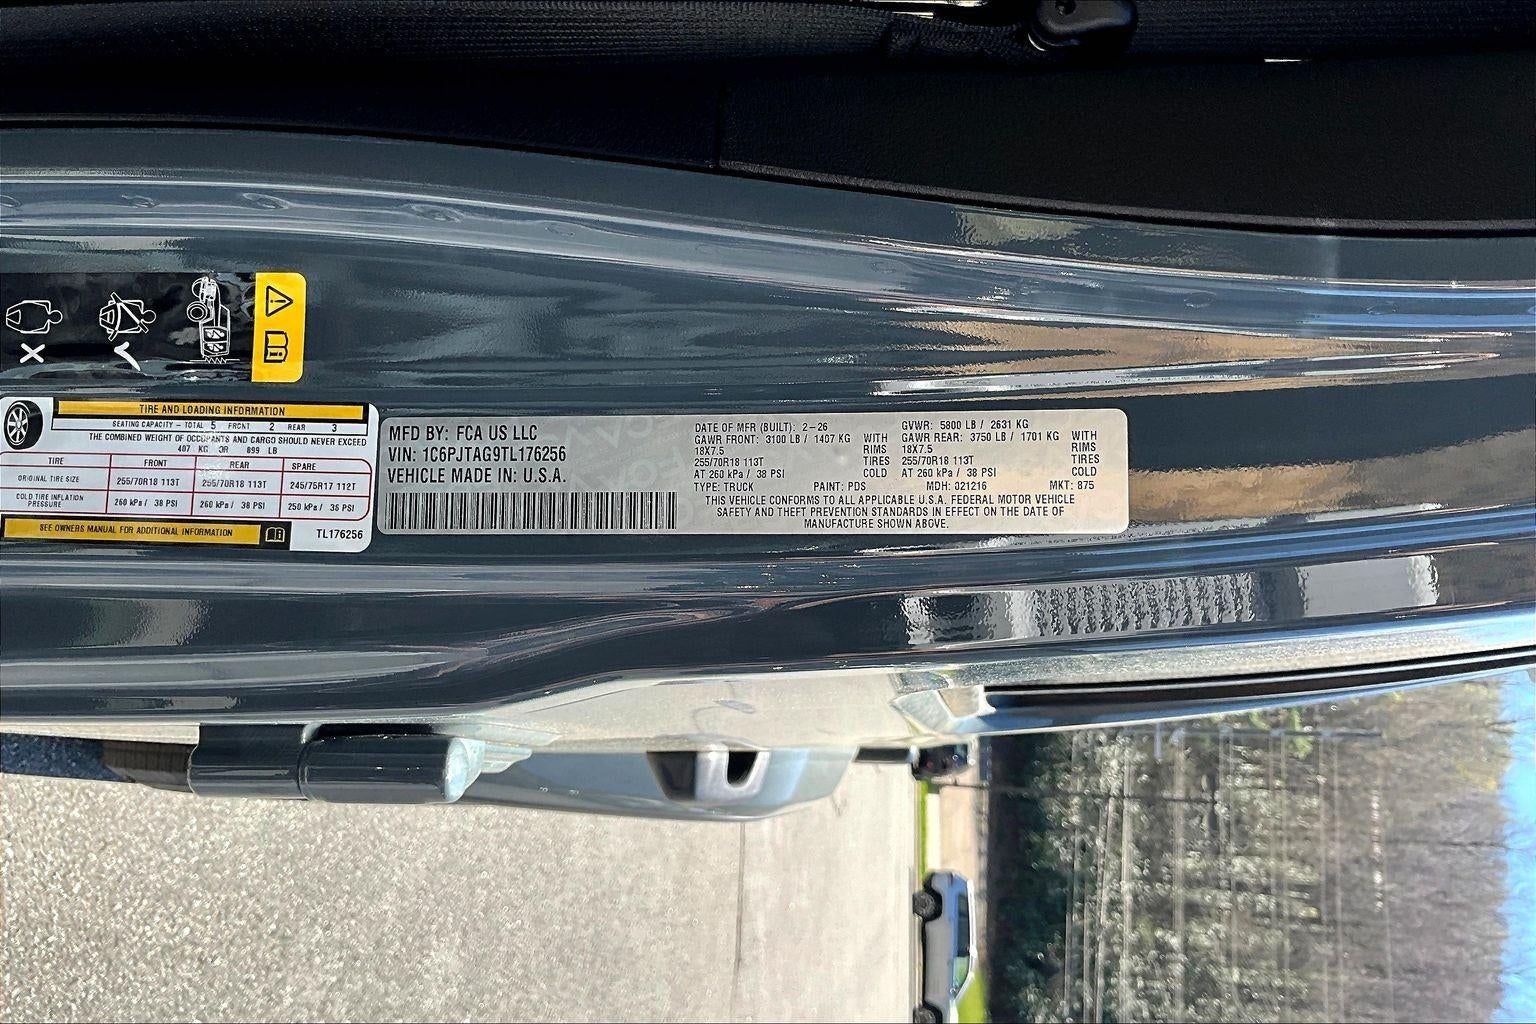 TIRE AND LOADING INFORMATION
SEATING CAPACITY - TOTAL 5 FRONT 2 REAR 3
THE COMBINED WEIGHT OF OCCUPANTS AND CARGO SHOULD NEVER EXCEED
407 KG OR 899 LB
TIRE FRONT REAR SPARE
ORIGINAL TIRE SIZE 255/70R18 113T 255/70R18 113T 245/75R17 112T
COLD TIRE INFLATION PRESSURE 260 kPa / 38 PSI 260 kPa / 38 PSI 250 kPa / 36 PSI
SEE OWNERS MANUAL FOR ADDITIONAL INFORMATION
TL176256
MFD BY: FCA US LLC
VIN: 1C6PJTAG9TL176256
VEHICLE MADE IN: U.S.A.
DATE OF MFR (BUILT): 2-26 GVWR: 5800 LB / 2631 KG
GAWR FRONT: 3100 LB / 1407 KG WITH GAWR REAR: 3750 LB / 1701 KG WITH
18X7.5 RIMS 18X7.5 RIMS
255/70R18 113T TIRES 255/70R18 113T TIRES
AT 260 kPa / 38 PSI COLD AT 260 kPa / 38 PSI COLD
TYPE: TRUCK PAINT: PDS MDH: 021216 MKT: 875
THIS VEHICLE CONFORMS TO ALL APPLICABLE U.S.A. FEDERAL MOTOR VEHICLE
SAFETY AND THEFT PREVENTION STANDARDS IN EFFECT ON THE DATE OF
MANUFACTURE SHOWN ABOVE.